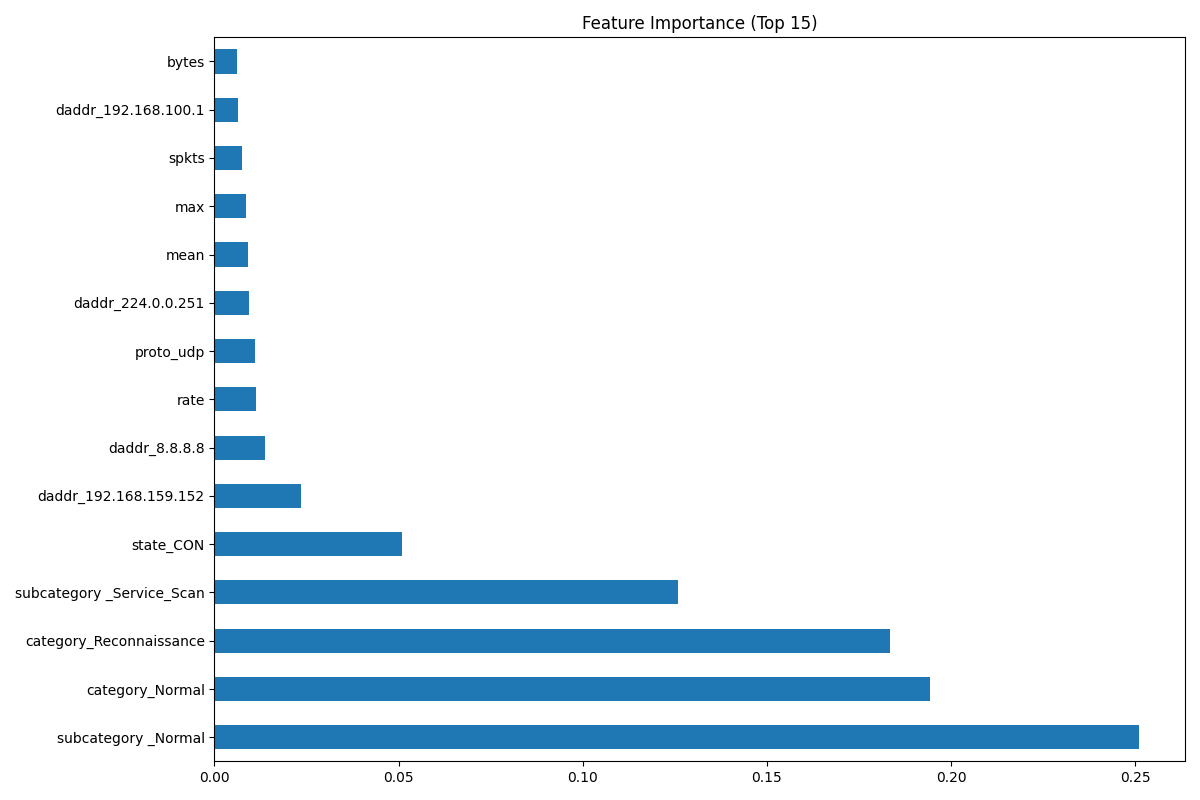 Feature Importance (Top 15)
bytes
daddr_192.168.100.1
spkts
max
mean
daddr_224.0.0.251
proto_udp
rate
daddr_8.8.8.8
daddr_192.168.159.152
state_CON
subcategory _Service_Scan
category_Reconnaissance
category_Normal
subcategory _Normal
0.00 0.05 0.10 0.15 0.20 0.25